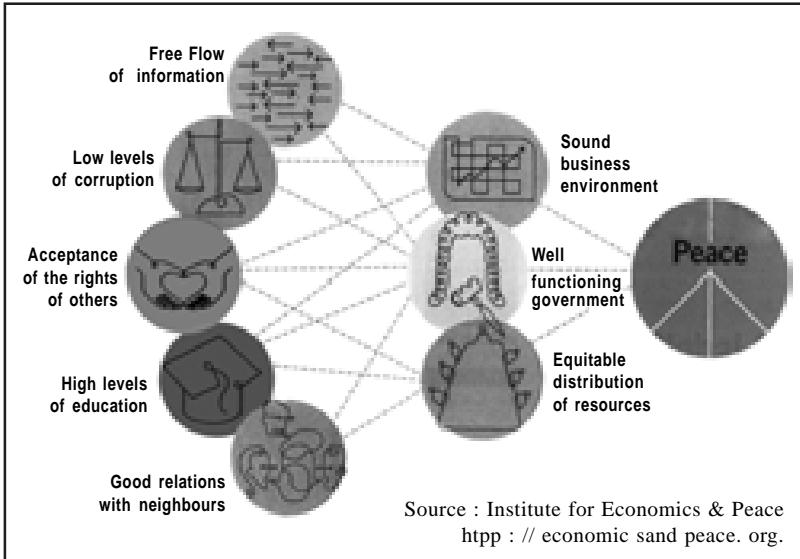 Free Flow
of information
Low levels
of corruption
Acceptance
of the rights
of others
High levels
of education
Good relations
with neighbours
Sound
business
environment
Well
functioning
government
Equitable
distribution
of resources
Peace
Source : Institute for Economics & Peace
htpp : // economic sand peace. org.